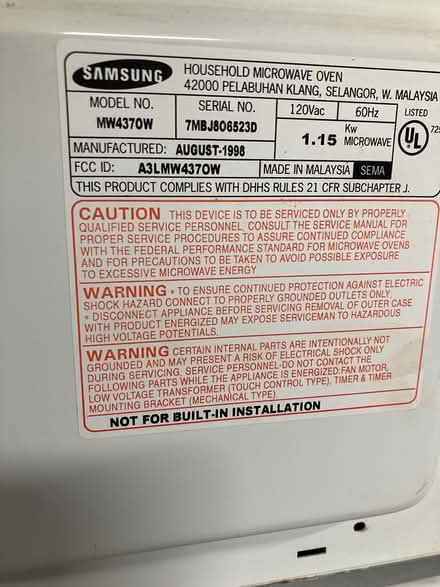 SAMSUNG
HOUSEHOLD MICROWAVE OVEN
42000 PELABUHAN KLANG, SELANGOR, W. MALAYSIA
MODEL NO. SERIAL NO. 120Vac 60Hz LISTED
MW4370W 7MBJ806523D 1.15 Kw MICROWAVE UL
MANUFACTURED: AUGUST-1998
FCC ID: A3LMW4370W MADE IN MALAYSIA SEMA
THIS PRODUCT COMPLIES WITH DHHS RULES 21 CFR SUBCHAPTER J.
CAUTION THIS DEVICE IS TO BE SERVICED ONLY BY PROPERLY
QUALIFIED SERVICE PERSONNEL. CONSULT THE SERVICE MANUAL FOR
PROPER SERVICE PROCEDURES TO ASSURE CONTINUED COMPLIANCE
WITH THE FEDERAL PERFORMANCE STANDARD FOR MICROWAVE OVENS
AND FOR PRECAUTIONS TO BE TAKEN TO AVOID POSSIBLE EXPOSURE
TO EXCESSIVE MICROWAVE ENERGY
WARNING * TO ENSURE CONTINUED PROTECTION AGAINST ELECTRIC
SHOCK HAZARD CONNECT TO PROPERLY GROUNDED OUTLETS ONLY.
* DISCONNECT APPLIANCE BEFORE SERVICING REMOVAL OF OUTER CASE
WITH PRODUCT ENERGIZED MAY EXPOSE SERVICEMAN TO HAZARDOUS
HIGH VOLTAGE POTENTIALS.
WARNING CERTAIN INTERNAL PARTS ARE INTENTIONALLY NOT
GROUNDED AND MAY PRESENT A RISK OF ELECTRICAL SHOCK ONLY
DURING SERVICING. SERVICE PERSONNEL-DO NOT CONTACT THE
FOLLOWING PARTS WHILE THE APPLIANCE IS ENERGIZED:FAN MOTOR,
LOW VOLTAGE TRANSFORMER (TOUCH CONTROL TYPE), TIMER & TIMER
MOUNTING BRACKET (MECHANICAL TYPE).
NOT FOR BUILT-IN INSTALLATION